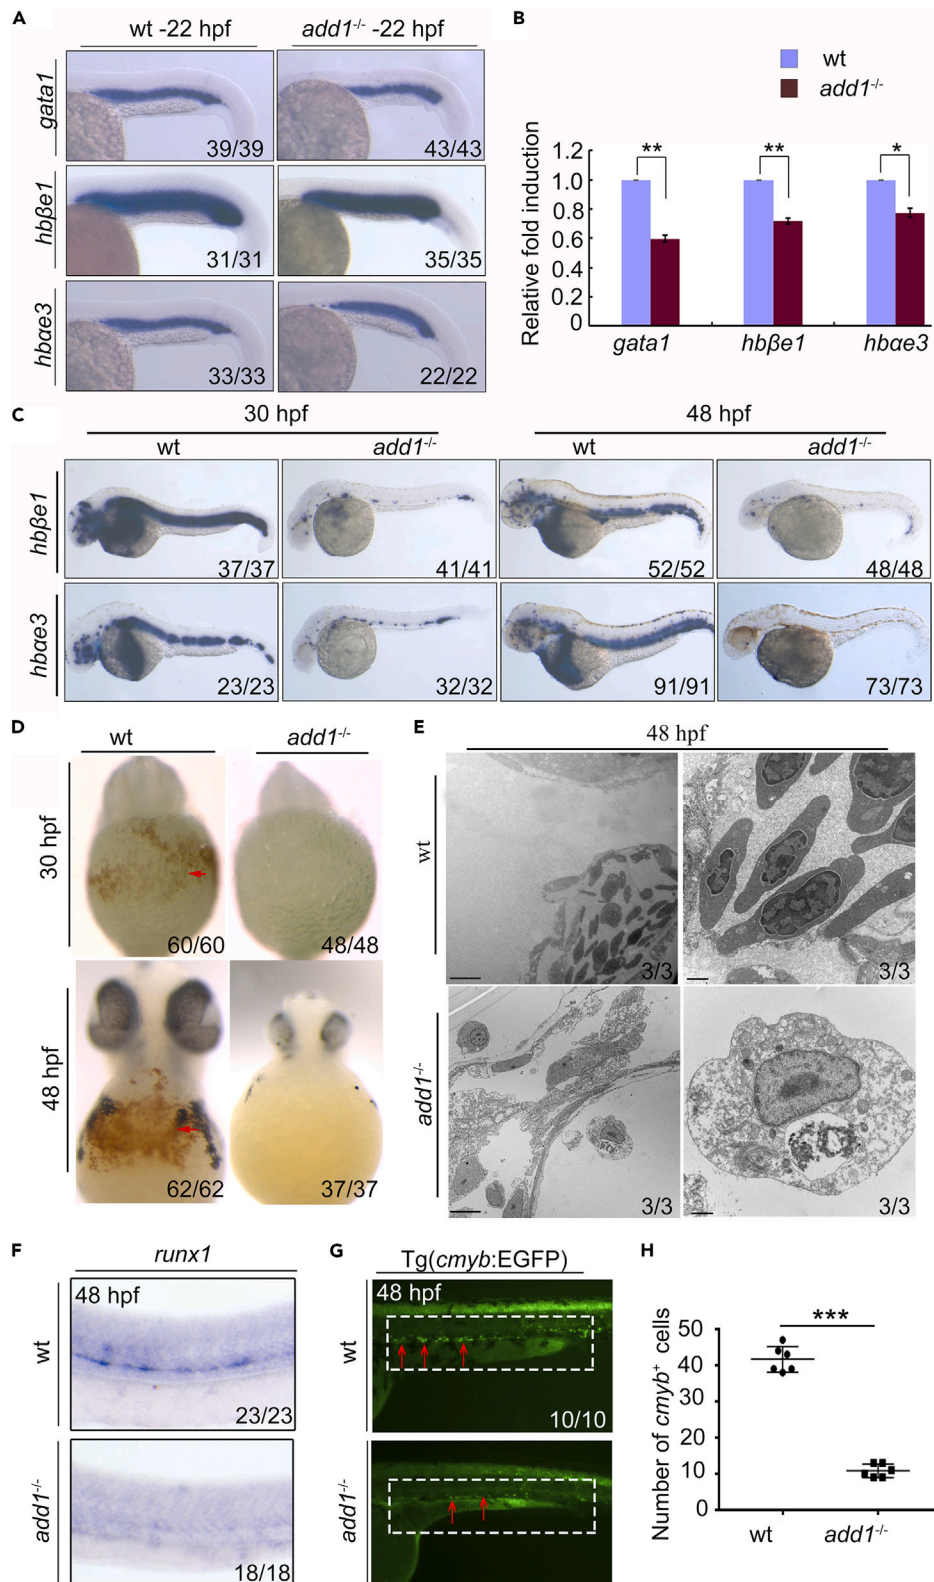 A
wt -22 hpf
add1-/- -22 hpf
gata1
39/39
43/43
hbβe1
31/31
35/35
hbαe3
33/33
22/22
B
wt
add1-/-
Relative fold induction
1.2
1.0
0.8
0.6
0.4
0.2
0
**
**
*
gata1
hbβe1
hbαe3
C
30 hpf
48 hpf
wt
add1-/-
wt
add1-/-
hbβe1
37/37
41/41
52/52
48/48
hbαe3
23/23
32/32
91/91
73/73
D
wt
add1-/-
30 hpf
60/60
48/48
48 hpf
62/62
37/37
E
48 hpf
wt
3/3
3/3
add1-/-
3/3
3/3
F
runx1
wt
48 hpf
23/23
add1-/-
18/18
G
Tg(cmyb:EGFP)
wt
48 hpf
10/10
add1-/-
H
***
Number of cmyb+ cells
50
40
30
20
10
0
wt
add1-/-